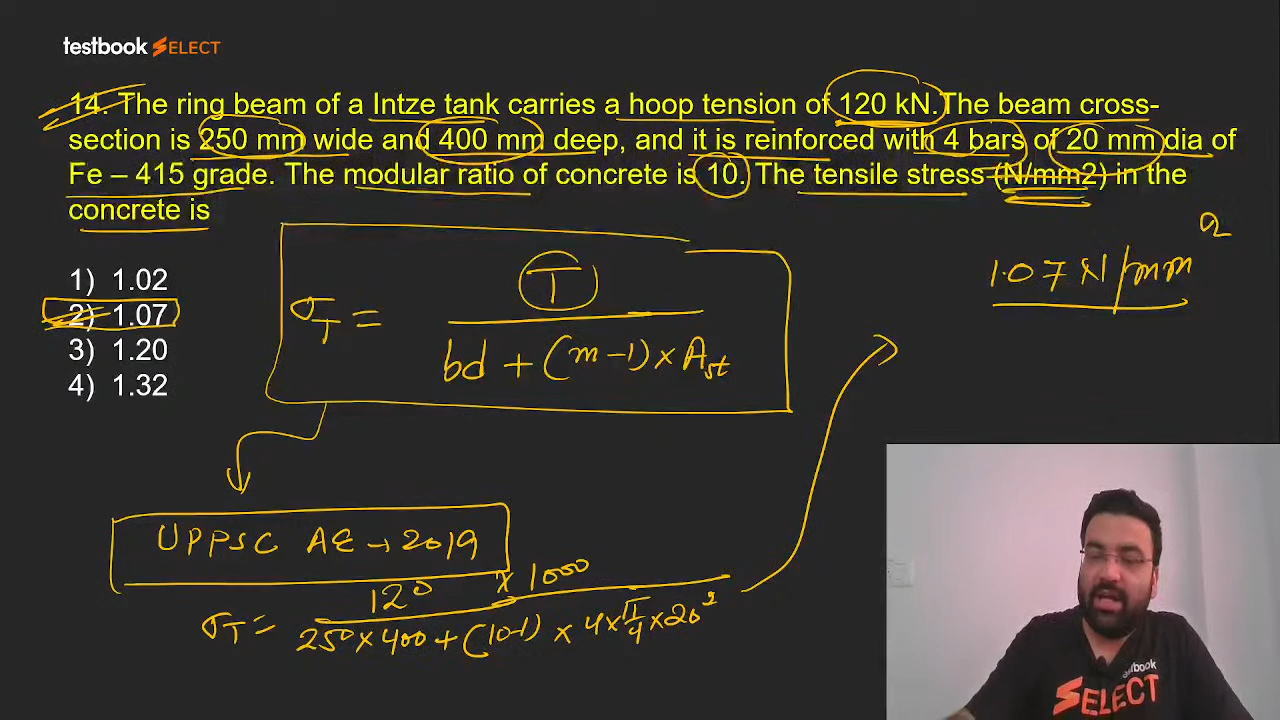 testbook SELECT
14. The ring beam of a Intze tank carries a hoop tension of 120 kN.The beam cross-
section is 250 mm wide and 400 mm deep, and it is reinforced with 4 bars of 20 mm dia of
Fe – 415 grade. The modular ratio of concrete is 10. The tensile stress (N/mm2) in the
concrete is
1) 1.02
2) 1.07
3) 1.20
4) 1.32
σT = T / bd + (m-1) × Ast
1.07 N/mm²
UPPSC AE → 2019
σT = 120 × 1000 / 250 × 400 + (10-1) × 4 × π/4 × 20²
testbook
SELECT